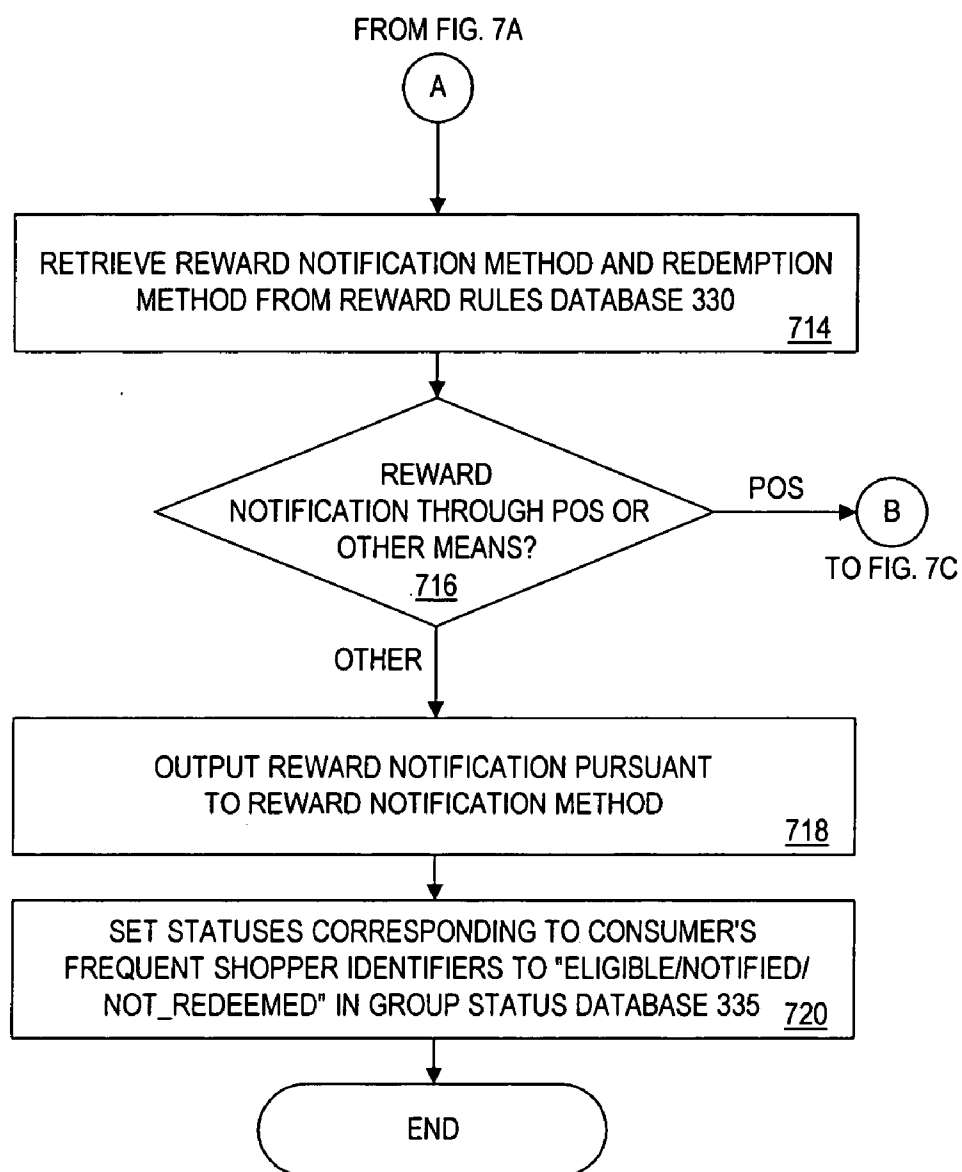 FROM FIG. 7A
A
RETRIEVE REWARD NOTIFICATION METHOD AND REDEMPTION
METHOD FROM REWARD RULES DATABASE 330
714
REWARD
NOTIFICATION THROUGH POS OR
OTHER MEANS?
716
POS
B
TO FIG. 7C
OTHER
OUTPUT REWARD NOTIFICATION PURSUANT
TO REWARD NOTIFICATION METHOD
718
SET STATUSES CORRESPONDING TO CONSUMER'S
FREQUENT SHOPPER IDENTIFIERS TO "ELIGIBLE/NOTIFIED/
NOT_REDEEMED" IN GROUP STATUS DATABASE 335
720
END